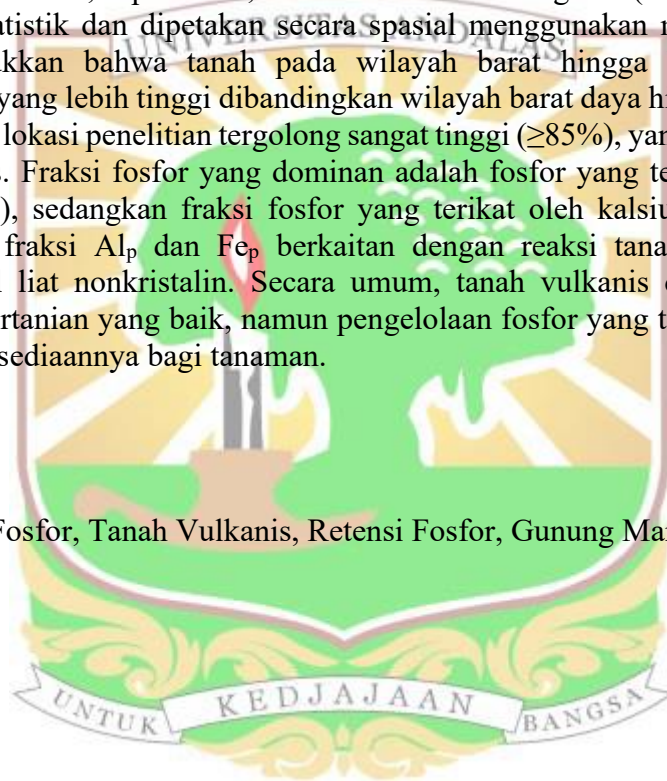 atistik dan dipetakan secara spasial menggunakan
UNIVERSITAS ANDALAS
kkan bahwa tanah pada wilayah barat hingga
yang lebih tinggi dibandingkan wilayah barat daya hi
lokasi penelitian tergolong sangat tinggi (≥85%), yan
s. Fraksi fosfor yang dominan adalah fosfor yang te
), sedangkan fraksi fosfor yang terikat oleh kalsiu
fraksi Alp dan Fep berkaitan dengan reaksi tana
i liat nonkristalin. Secara umum, tanah vulkanis
rtanian yang baik, namun pengelolaan fosfor yang t
sediaannya bagi tanaman.
Fosfor, Tanah Vulkanis, Retensi Fosfor, Gunung Ma
UNTUK KEDJAJAAN BANGSA